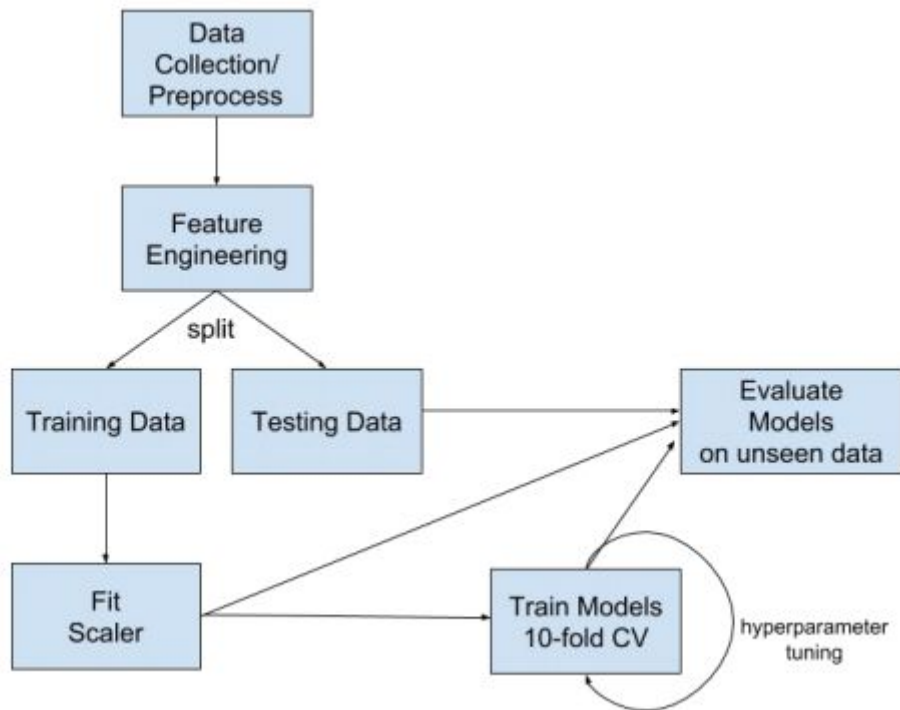 Data
Collection/
Preprocess
Feature
Engineering
split
Training Data
Testing Data
Evaluate
Models
on unseen data
Fit
Scaler
Train Models
10-fold CV
hyperparameter
tuning